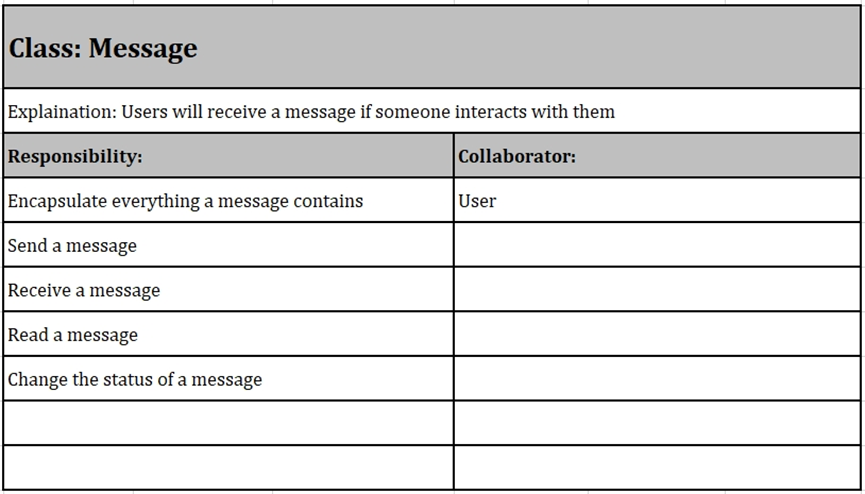 Class: Message
Explaination: Users will receive a message if someone interacts with them
Responsibility:
Collaborator:
Encapsulate everything a message contains
User
Send a message
Receive a message
Read a message
Change the status of a message